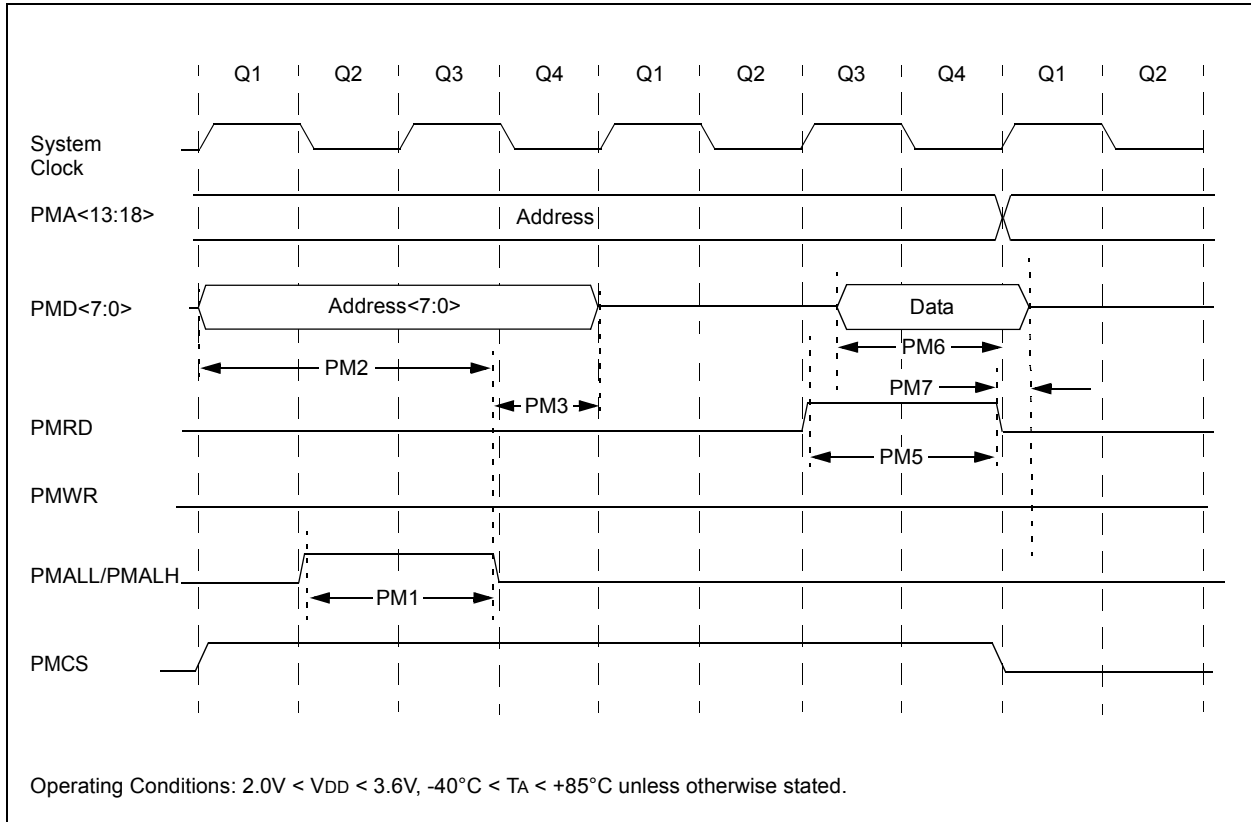 Q1 Q2 Q3 Q4 Q1 Q2 Q3 Q4 Q1 Q2
System
Clock
PMA<13:18>
Address
PMD<7:0>
Address<7:0>
Data
PM6
PM2
PM7
PM3
PMRD
PM5
PMWR
PMALL/PMALH
PM1
PMCS
Operating Conditions: 2.0V < VDD < 3.6V, -40°C < TA < +85°C unless otherwise stated.